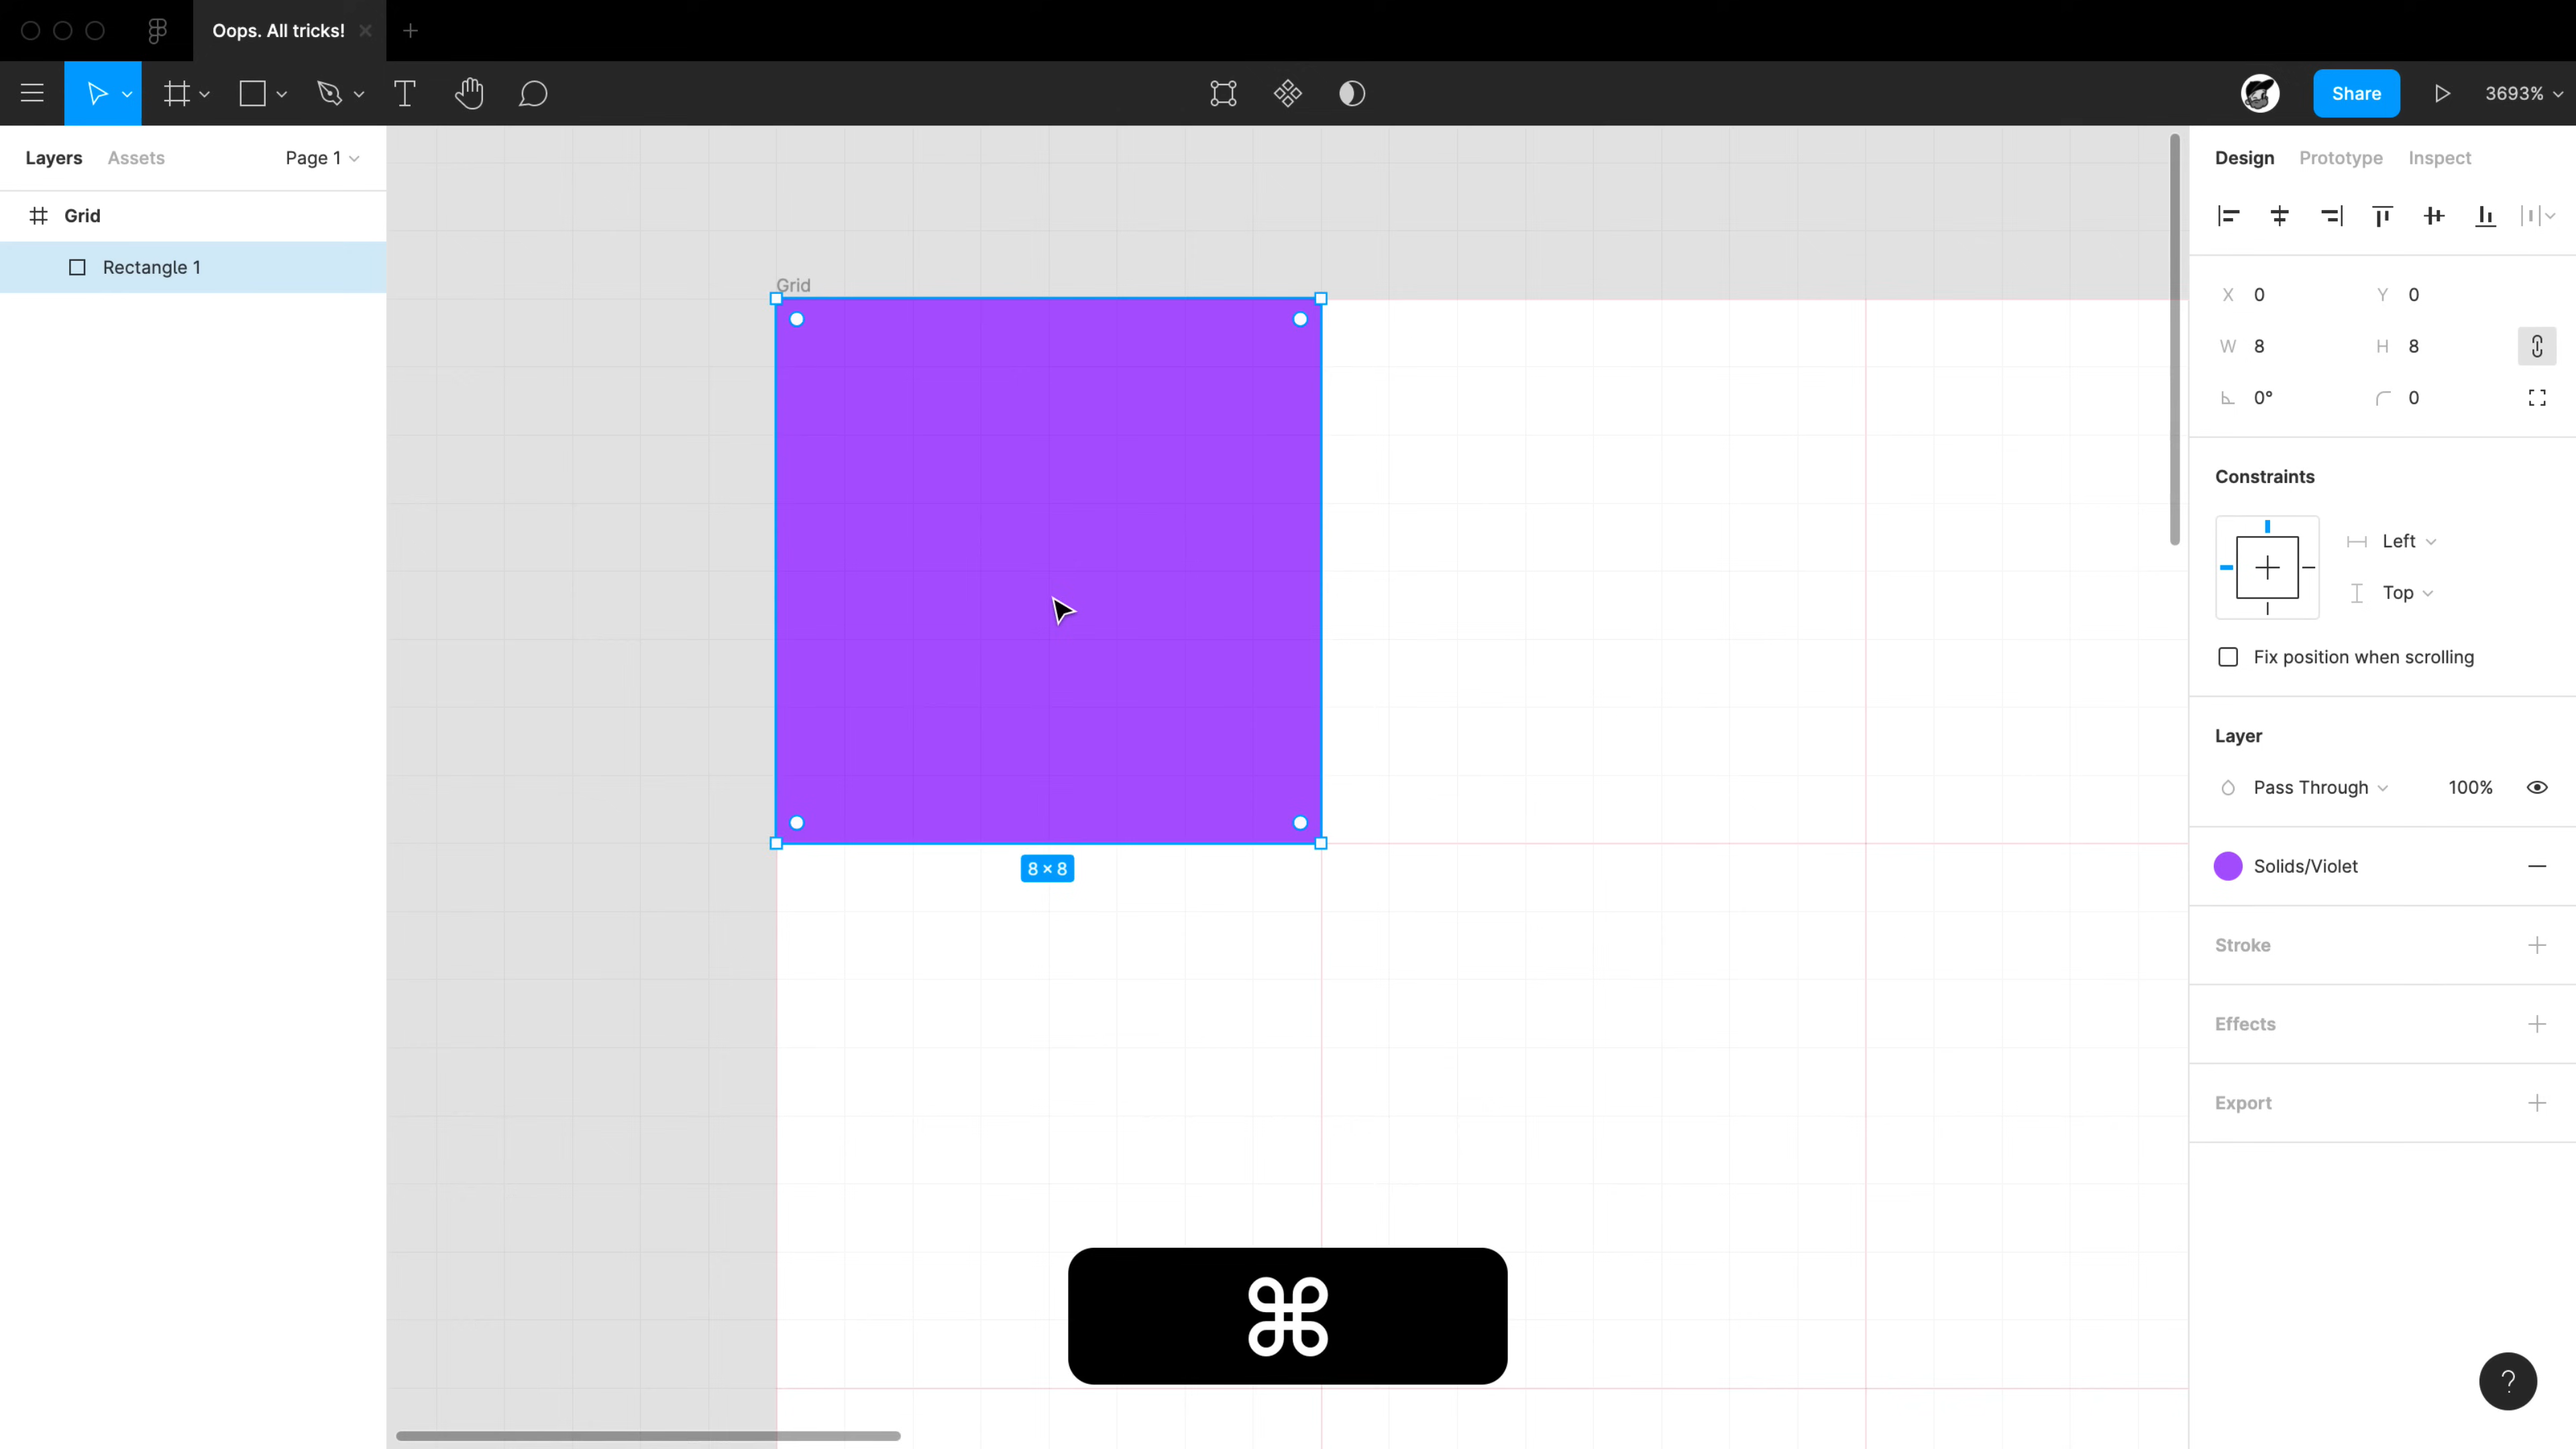 Oops. All tricks!
Share
3693%
Layers
Assets
Page 1
Design
Prototype
Inspect
Grid
Rectangle 1
Grid
8 × 8
⌘
X 0
Y 0
W 8
H 8
0°
0
Constraints
Left
Top
Fix position when scrolling
Layer
Pass Through
100%
Solids/Violet
Stroke
Effects
Export
?